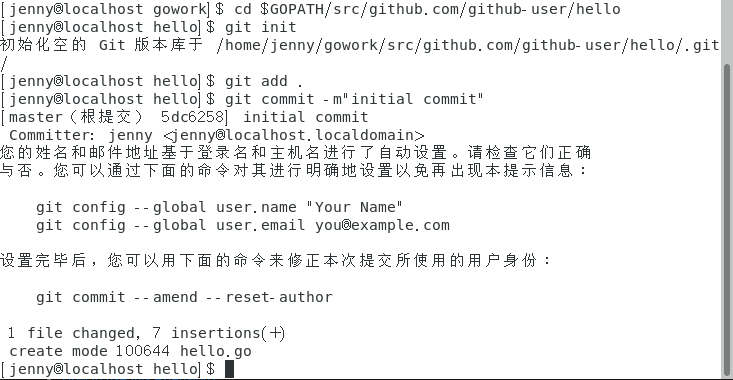 [jenny@localhost gowork]$ cd $GOPATH/src/github.com/github-user/hello
[jenny@localhost hello]$ git init
初始化空的 Git 版本库于 /home/jenny/gowork/src/github.com/github-user/hello/.git
/
[jenny@localhost hello]$ git add .
[jenny@localhost hello]$ git commit -m"initial commit"
[master（根提交） 5dc6258] initial commit
 Committer: jenny <jenny@localhost.localdomain>
您的姓名和邮件地址基于登录名和主机名进行了自动设置。请检查它们正确
与否。您可以通过下面的命令对其进行明确地设置以免再出现本提示信息：
    git config --global user.name "Your Name"
    git config --global user.email you@example.com
设置完毕后，您可以用下面的命令来修正本次提交所使用的用户身份：
    git commit --amend --reset-author
 1 file changed, 7 insertions(+)
 create mode 100644 hello.go
[jenny@localhost hello]$